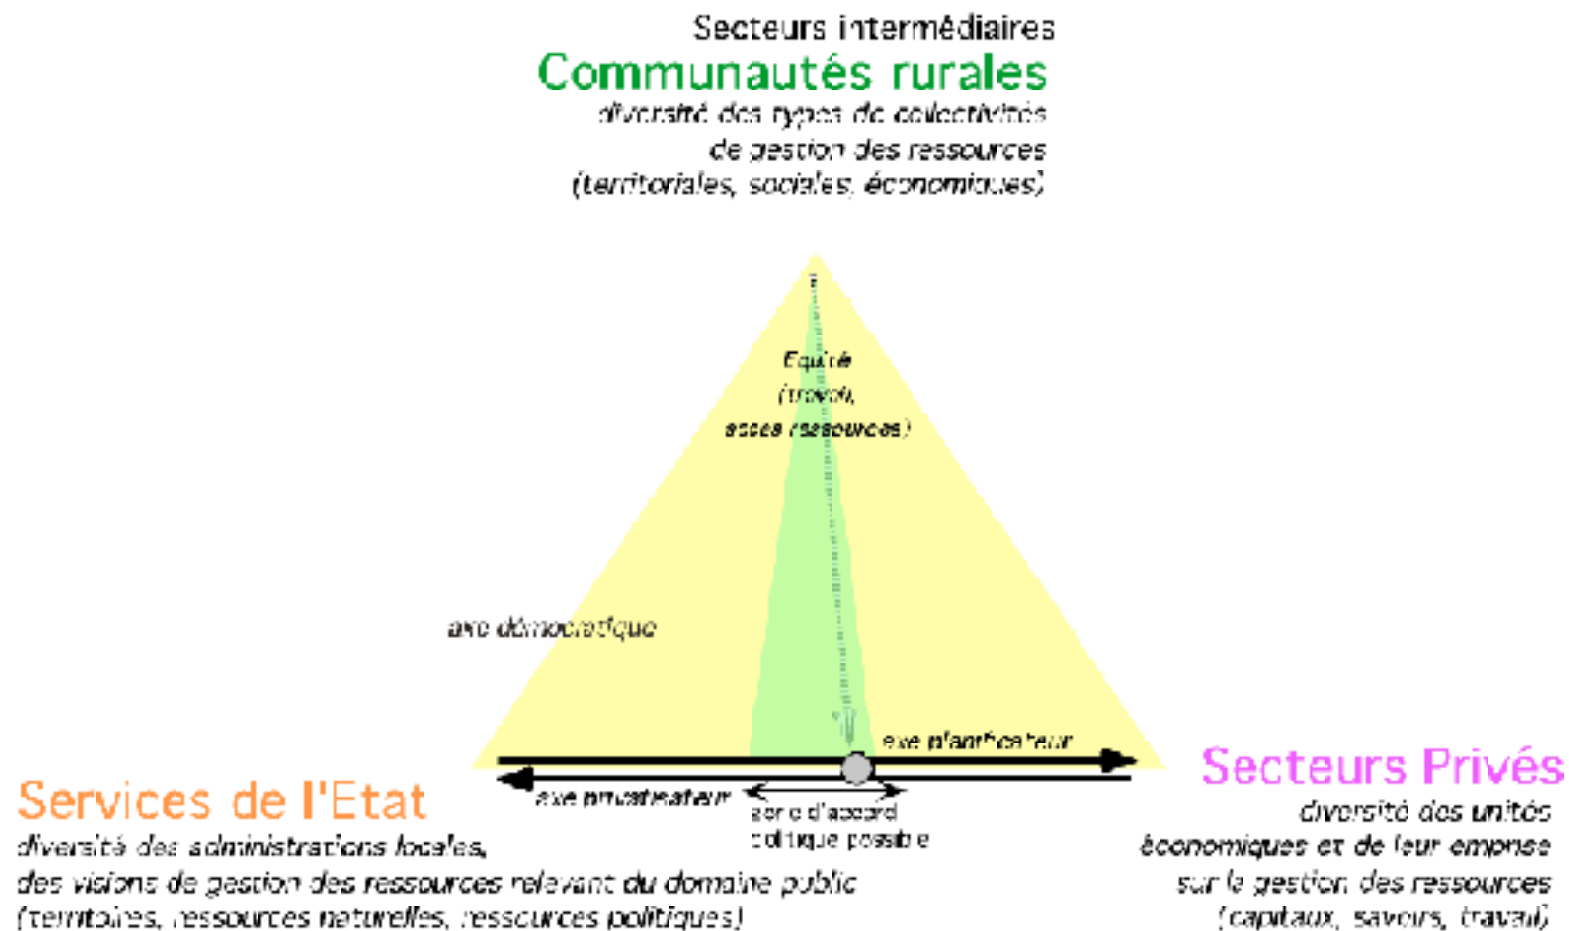 Secteurs intermédiaires
Communautés rurales
diversité des types de collectivités
de gestion des ressources
(territoriales, sociales, économiques)
Equité
(travail,
acces ressources)
axe démocratique
axe planificateur
Secteurs Privés
Services de l'Etat
axe privatisateur
zone d'accord
politique possible
diversité des unités
économiques et de leur emprise
sur la gestion des ressources
(capitaux, savoirs, travail)
diversité des administrations locales,
des visions de gestion des ressources relevant du domaine public
(territoires, ressources naturelles, ressources politiques)